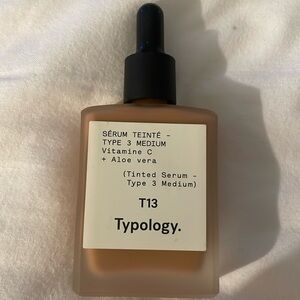 SÉRUM TEINTÉ -
TYPE 3 MEDIUM
Vitamine C
+ Aloe vera
(Tinted Serum -
Type 3 Medium)
T13
Typology.